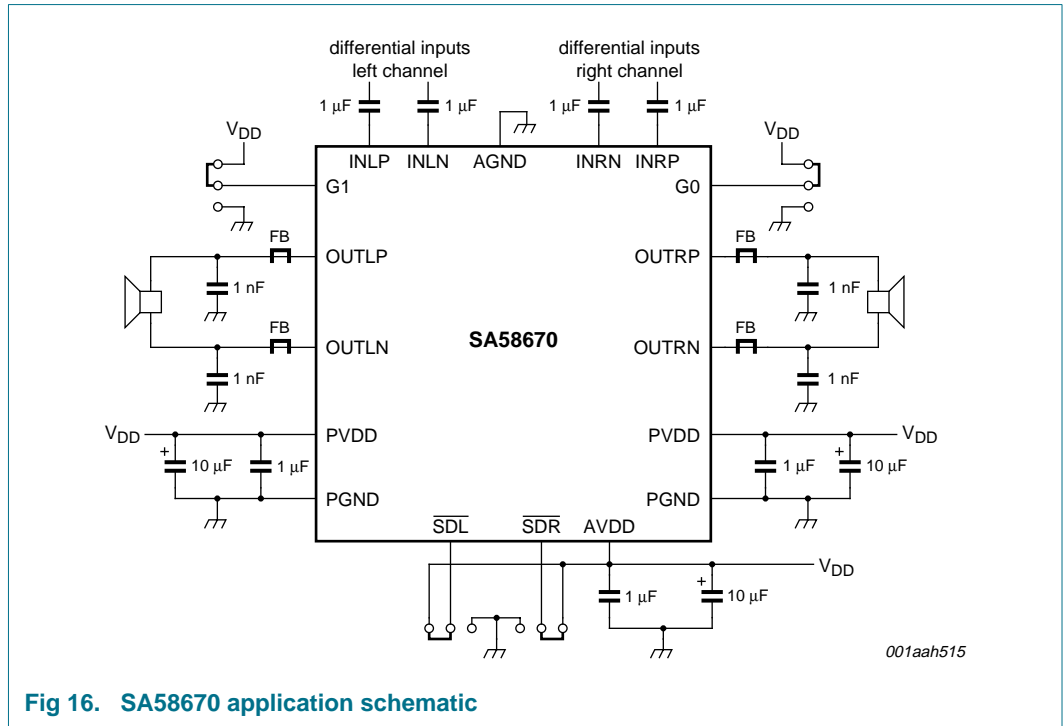 differential inputs
left channel
differential inputs
right channel
1 μF
1 μF
1 μF
1 μF
VDD
VDD
INLP
INLN
AGND
INRN
INRP
G1
G0
FB
OUTLP
OUTRP
FB
1 nF
1 nF
FB
OUTLN
SA58670
OUTRN
FB
1 nF
1 nF
VDD
PVDD
PVDD
VDD
+
10 μF
1 μF
1 μF
+
10 μF
PGND
PGND
SDL
SDR
AVDD
VDD
1 μF
+
10 μF
001aah515
Fig 16. SA58670 application schematic